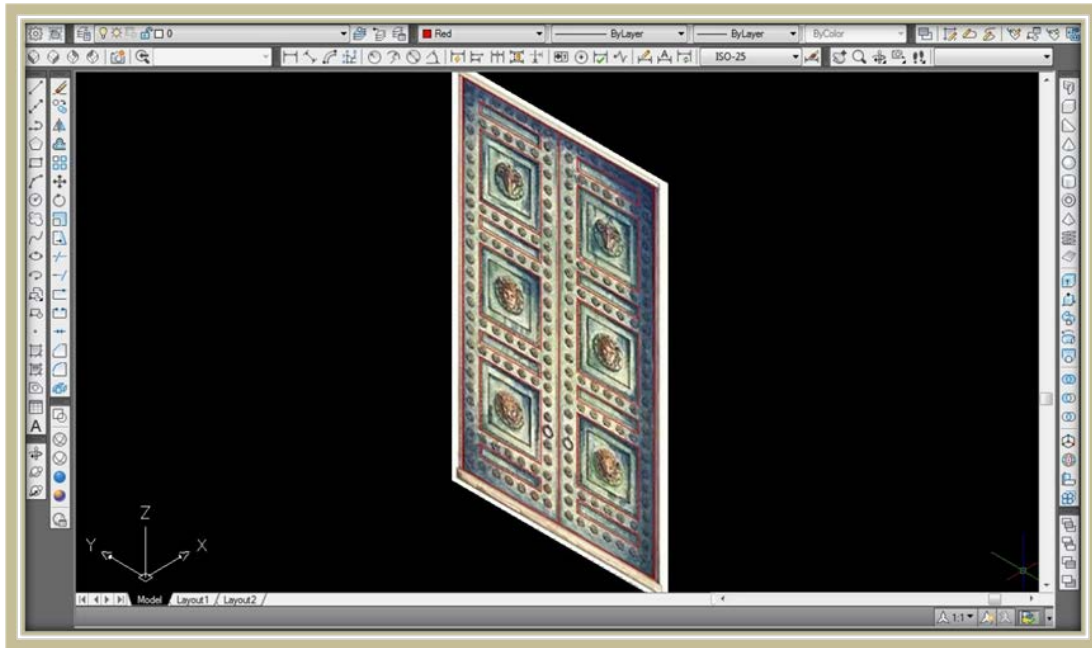 0 Red ByLayer ByLayer ByColor
ISO-25
A
Z
Y X
Model Layout1 Layout2
1:1